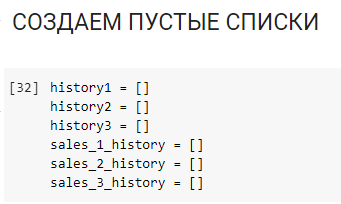 СОЗДАЕМ ПУСТЫЕ СПИСКИ
[32] history1 = []
history2 = []
history3 = []
sales_1_history = []
sales_2_history = []
sales_3_history = []